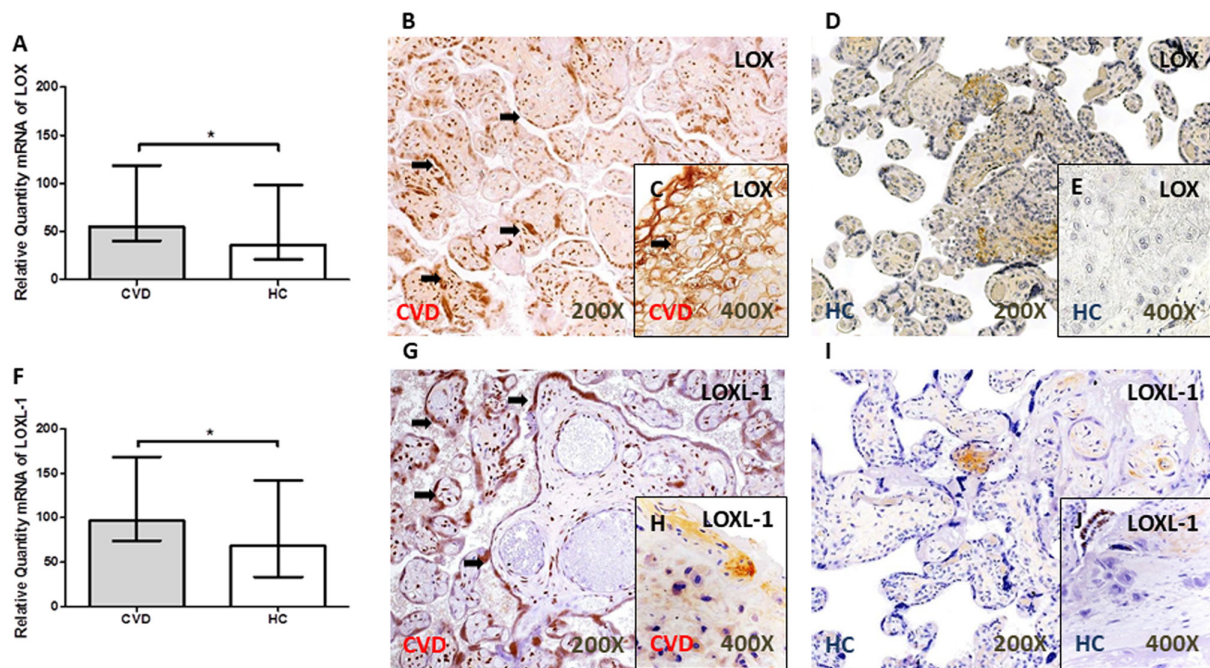 A
Relative Quantity mRNA of LOX
200
150
100
50
0
*
CVD HC
B
LOX
CVD 200X
C
LOX
CVD 400X
D
LOX
HC 200X
E
LOX
HC 400X
F
Relative Quantity mRNA of LOXL-1
200
150
100
50
0
*
CVD HC
G
LOXL-1
CVD 200X
H
LOXL-1
CVD 400X
I
LOXL-1
HC 200X
J
LOXL-1
HC 400X